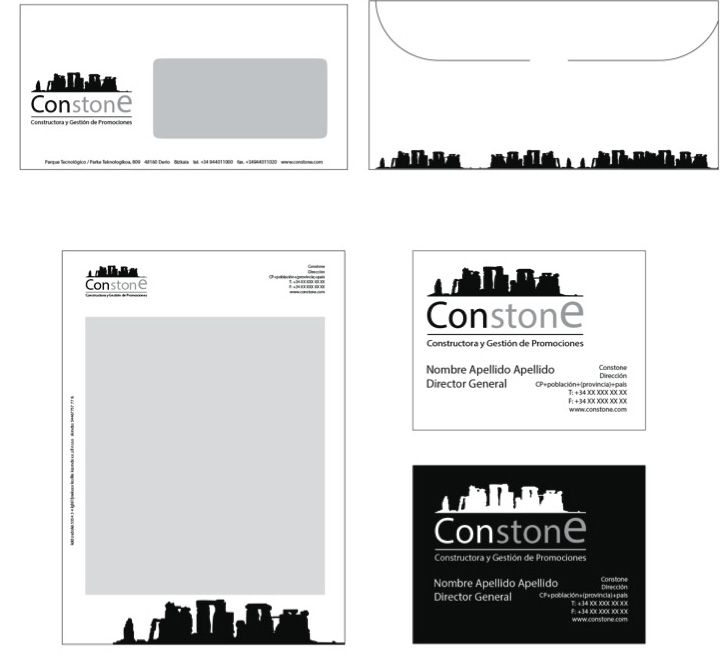 Constone
Constructora y Gestión de Promociones
Parque Tecnológico / Parke Teknologikoa, 809 48160 Derio Bizkaia tel. +34 944011000 fax. +34944011020 www.constone.com
Constone
Constructora y Gestión de Promociones
Constone
Dirección
CP+población+(provincia)+país
T: +34 XX XXX XX XX
F: +34 XX XXX XX XX
www.constone.com
Constone
Constructora y Gestión de Promociones
Nombre Apellido Apellido
Director General
Constone
Dirección
CP+población+(provincia)+país
T: +34 XX XXX XX XX
F: +34 XX XXX XX XX
www.constone.com
Constone
Constructora y Gestión de Promociones
Nombre Apellido Apellido
Director General
Constone
Dirección
CP+población+(provincia)+país
T: +34 XX XXX XX XX
F: +34 XX XXX XX XX
www.constone.com